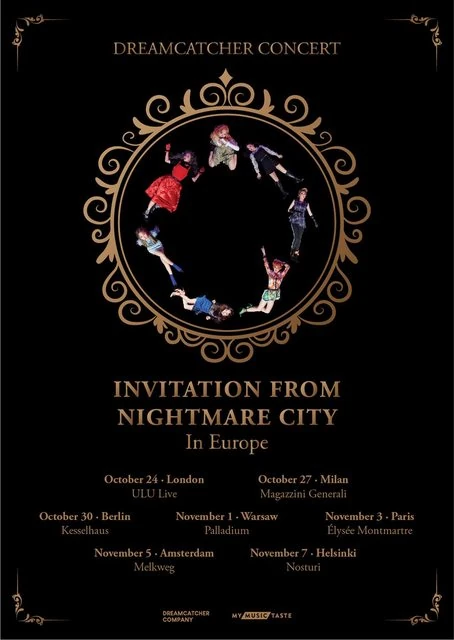 DREAMCATCHER CONCERT
INVITATION FROM
NIGHTMARE CITY
In Europe
October 24 · London
ULU Live
October 27 · Milan
Magazzini Generali
October 30 · Berlin
Kesselhaus
November 1 · Warsaw
Palladium
November 3 · Paris
Élysée Montmartre
November 5 · Amsterdam
Melkweg
November 7 · Helsinki
Nosturi
DREAMCATCHER
COMPANY
MY MUSIC TASTE